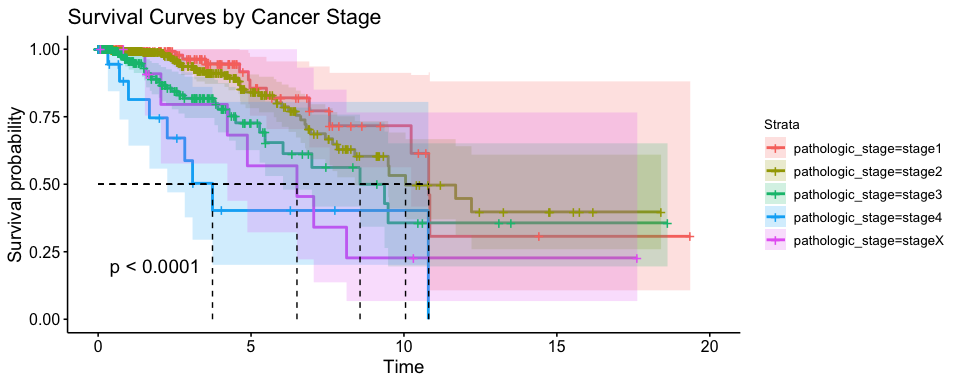 Survival Curves by Cancer Stage
1.00
0.75
0.50
0.25
0.00
Survival probability
p < 0.0001
0 5 10 15 20
Time
Strata
pathologic_stage=stage1
pathologic_stage=stage2
pathologic_stage=stage3
pathologic_stage=stage4
pathologic_stage=stageX